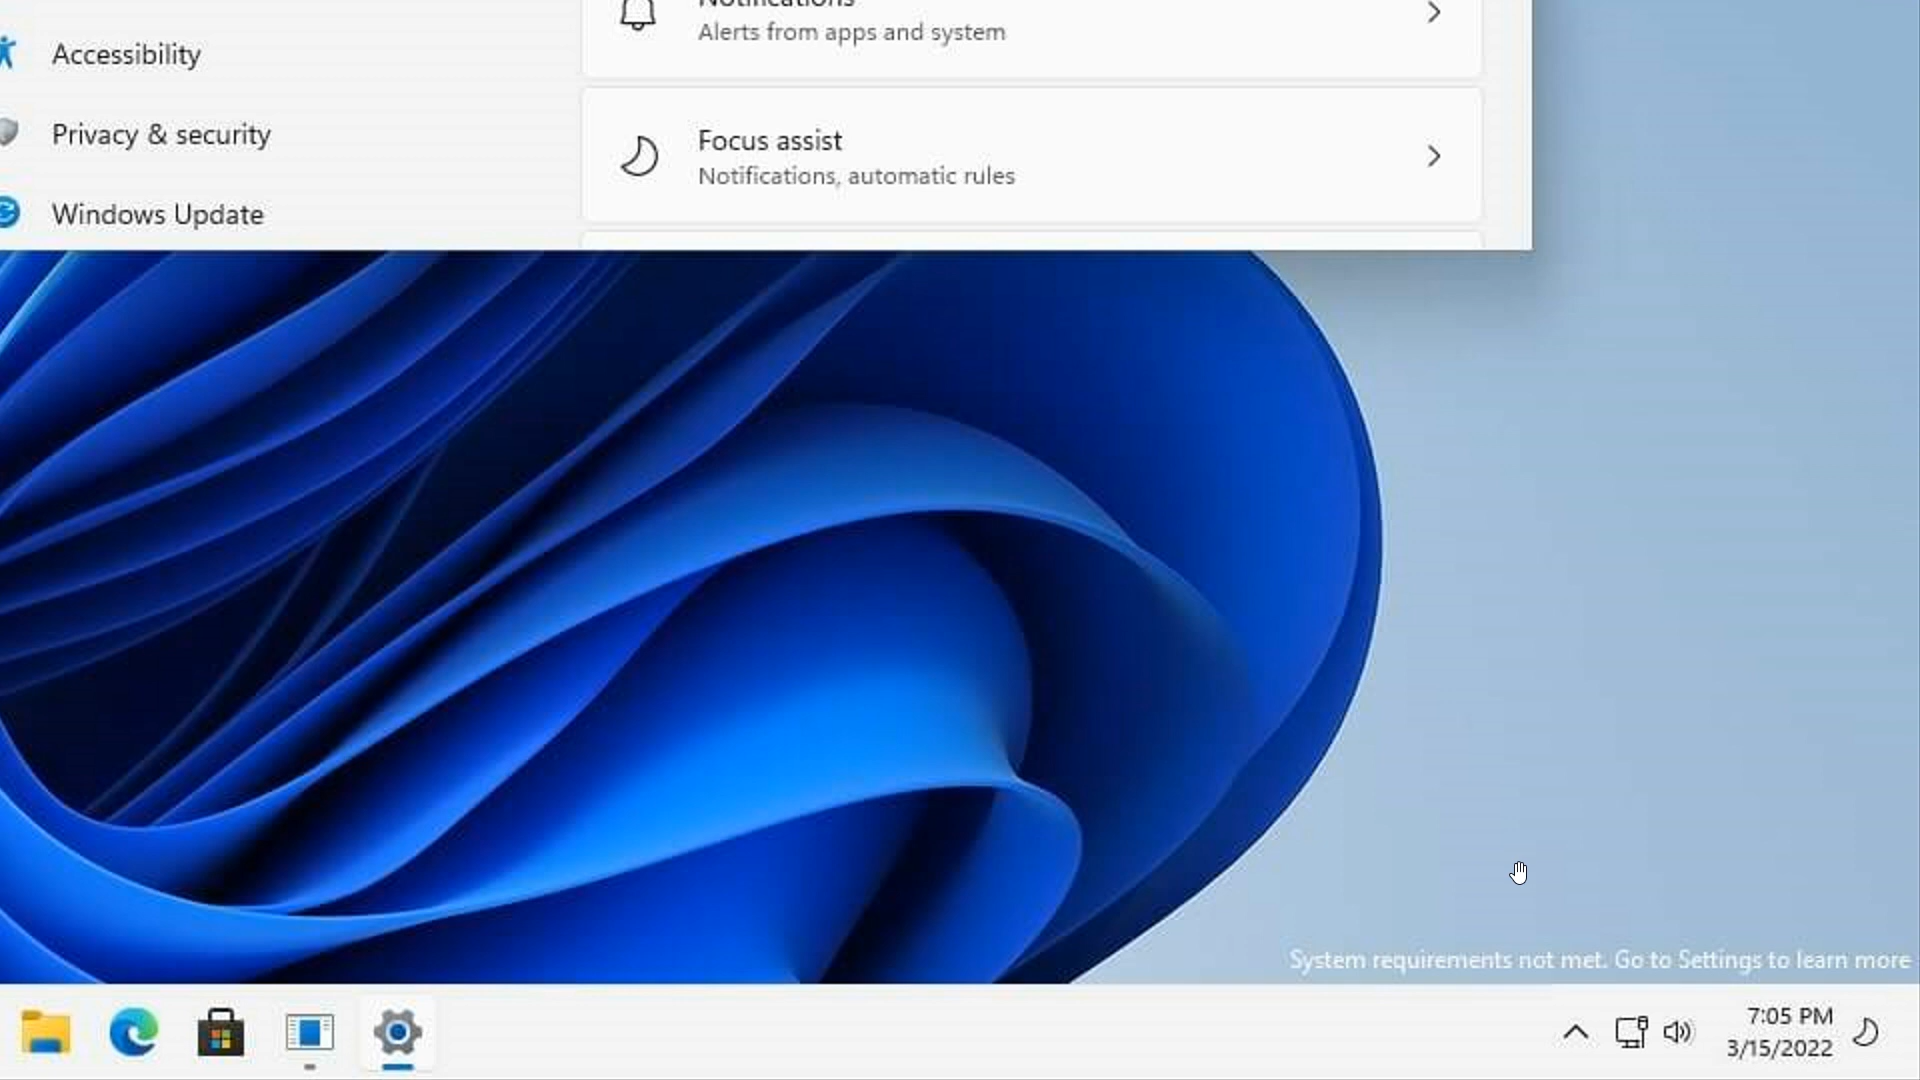 Notifications
Alerts from apps and system
Accessibility
Focus assist
Notifications, automatic rules
Privacy & security
Windows Update
System requirements not met. Go to Settings to learn more
7:05 PM
3/15/2022